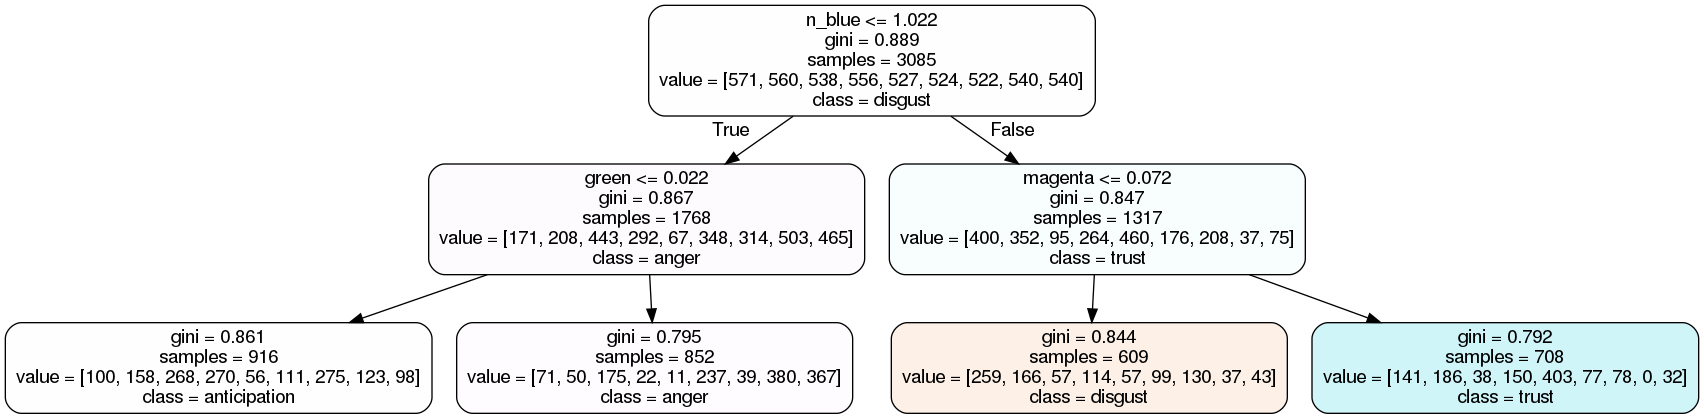 n_blue <= 1.022
gini = 0.889
samples = 3085
value = [571, 560, 538, 556, 527, 524, 522, 540, 540]
class = disgust
True
False
green <= 0.022
gini = 0.867
samples = 1768
value = [171, 208, 443, 292, 67, 348, 314, 503, 465]
class = anger
magenta <= 0.072
gini = 0.847
samples = 1317
value = [400, 352, 95, 264, 460, 176, 208, 37, 75]
class = trust
gini = 0.861
samples = 916
value = [100, 158, 268, 270, 56, 111, 275, 123, 98]
class = anticipation
gini = 0.795
samples = 852
value = [71, 50, 175, 22, 11, 237, 39, 380, 367]
class = anger
gini = 0.844
samples = 609
value = [259, 166, 57, 114, 57, 99, 130, 37, 43]
class = disgust
gini = 0.792
samples = 708
value = [141, 186, 38, 150, 403, 77, 78, 0, 32]
class = trust